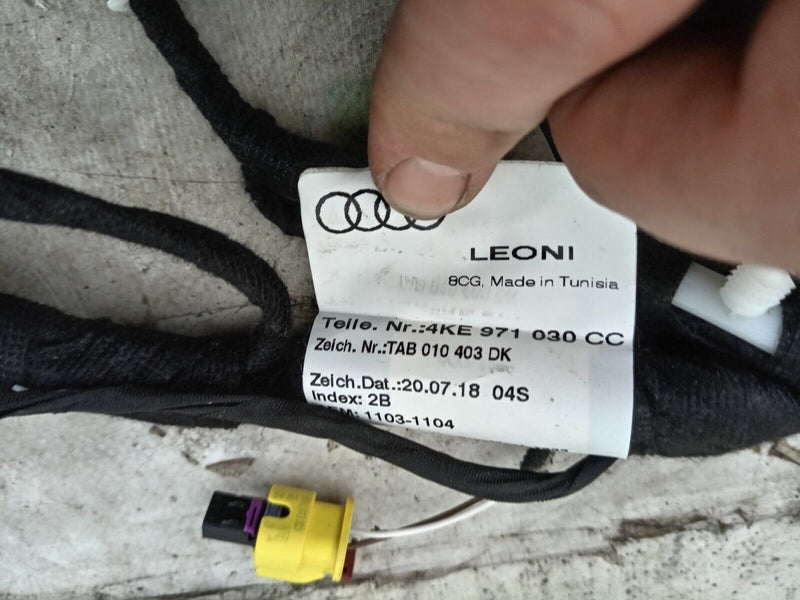 LEONI
8CG, Made in Tunisia
Teile. Nr.:4KE 971 030 CC
Zeich. Nr.:TAB 010 403 DK
Zeich.Dat.:20.07.18 04S
Index: 2B
1103-1104